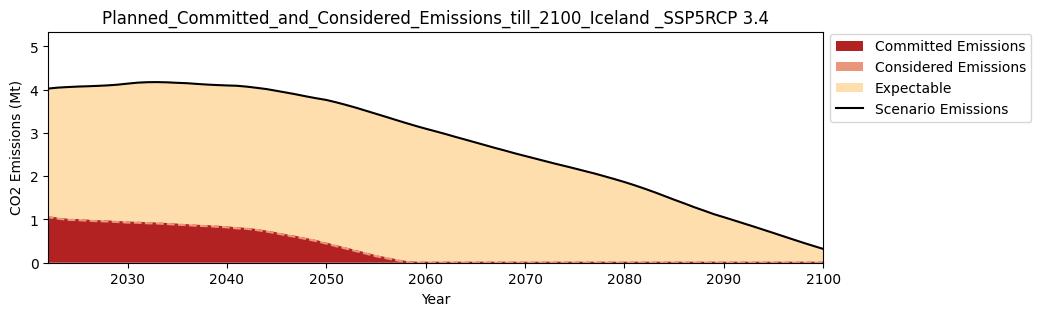 Planned_Committed_and_Considered_Emissions_till_2100_Iceland _SSP5RCP 3.4
CO2 Emissions (Mt)
5
4
3
2
1
0
2030 2040 2050 2060 2070 2080 2090 2100
Year
Committed Emissions
Considered Emissions
Expectable
Scenario Emissions